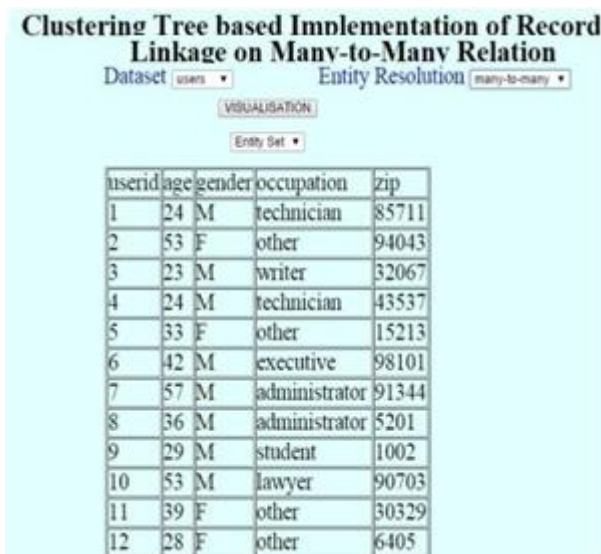 Clustering Tree based Implementation of Record
Linkage on Many-to-Many Relation
Dataset users Entity Resolution many-to-many
VISUALISATION
Entity Set
userid age gender occupation zip
1 24 M technician 85711
2 53 F other 94043
3 23 M writer 32067
4 24 M technician 43537
5 33 F other 15213
6 42 M executive 98101
7 57 M administrator 91344
8 36 M administrator 5201
9 29 M student 1002
10 53 M lawyer 90703
11 39 F other 30329
12 28 F other 6405